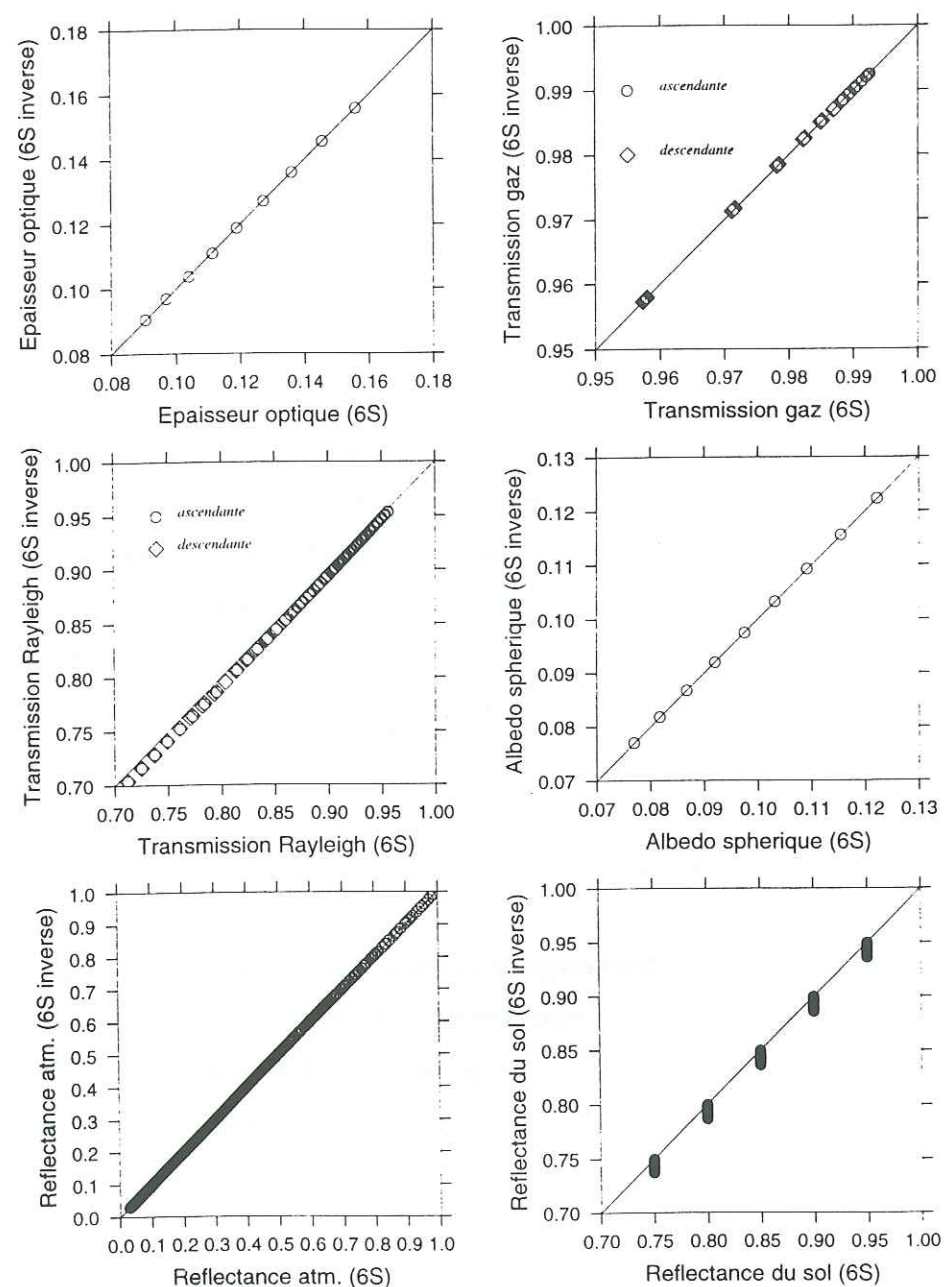 Epaisseur optique (6S inverse)
0.18
0.16
0.14
0.12
0.10
0.08
0.08 0.10 0.12 0.14 0.16 0.18
Epaisseur optique (6S)
Transmission gaz (6S inverse)
1.00
0.99
0.98
0.97
0.96
0.95
ascendante
descendante
0.95 0.96 0.97 0.98 0.99 1.00
Transmission gaz (6S)
Transmission Rayleigh (6S inverse)
1.00
0.95
0.90
0.85
0.80
0.75
0.70
ascendante
descendante
0.70 0.75 0.80 0.85 0.90 0.95 1.00
Transmission Rayleigh (6S)
Albedo spherique (6S inverse)
0.13
0.12
0.11
0.10
0.09
0.08
0.07
0.07 0.08 0.09 0.10 0.11 0.12 0.13
Albedo spherique (6S)
Reflectance atm. (6S inverse)
1.0
0.9
0.8
0.7
0.6
0.5
0.4
0.3
0.2
0.1
0.0
0.0 0.1 0.2 0.3 0.4 0.5 0.6 0.7 0.8 0.9 1.0
Reflectance atm. (6S)
Reflectance du sol (6S inverse)
1.00
0.95
0.90
0.85
0.80
0.75
0.70
0.70 0.75 0.80 0.85 0.90 0.95 1.00
Reflectance du sol (6S)